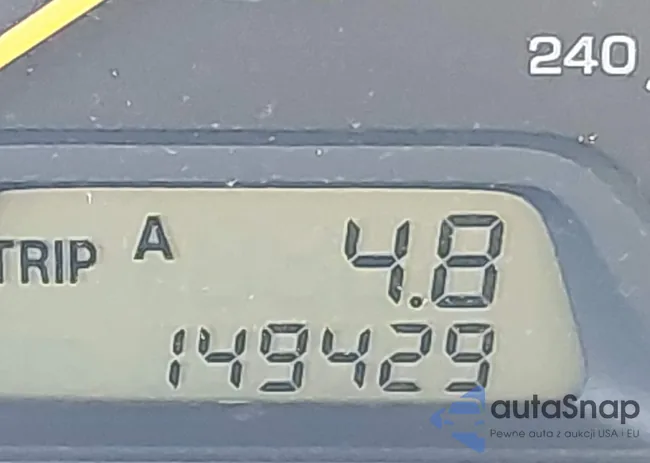 240
TRIP A 4.8
149429
autaSnap
Pewne auta z aukcji USA i EU